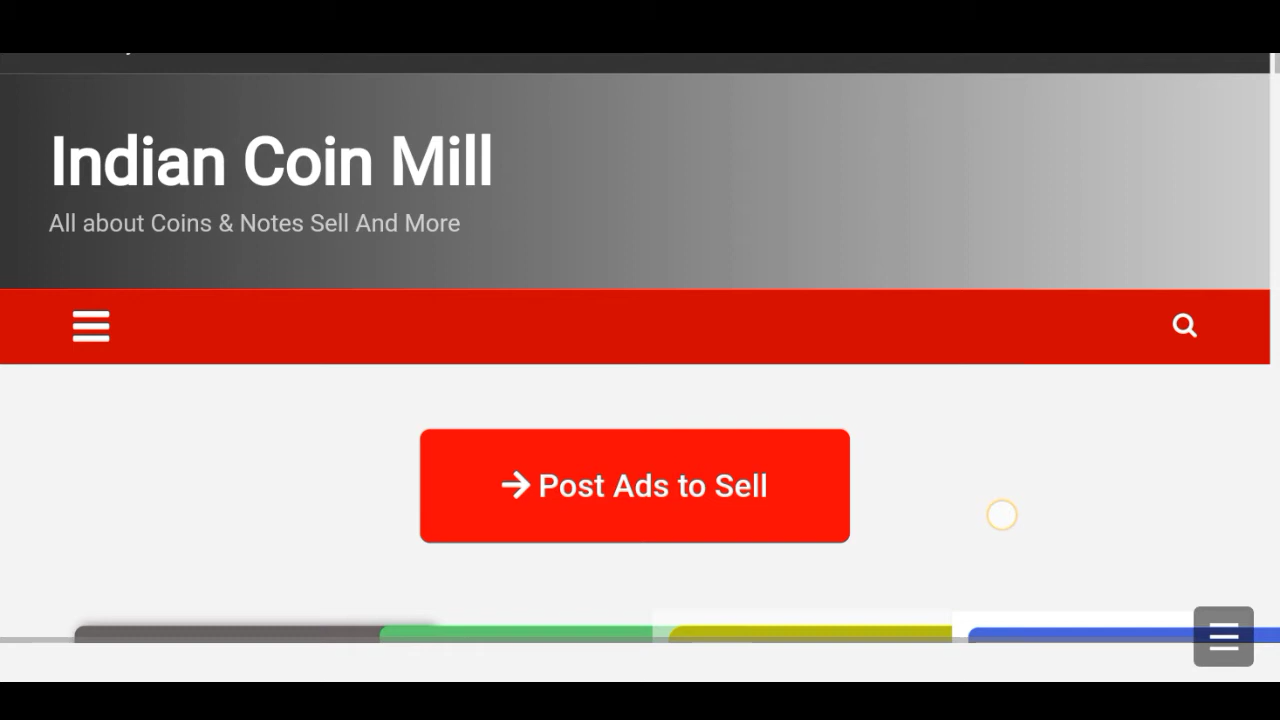 Indian Coin Mill
All about Coins & Notes Sell And More
Post Ads to Sell